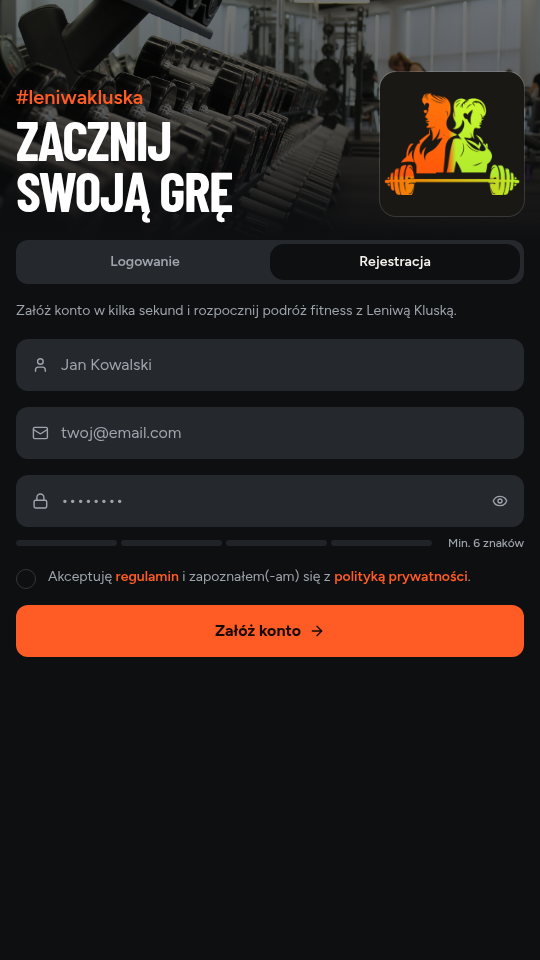 #leniwakluska
ZACZNIJ
SWOJĄ GRĘ
Logowanie
Rejestracja
Załóż konto w kilka sekund i rozpocznij podróż fitness z Leniwą Kluską.
Jan Kowalski
twoj@email.com
••••••••
Min. 6 znaków
Akceptuję regulamin i zapoznałem(-am) się z polityką prywatności.
Załóż konto →